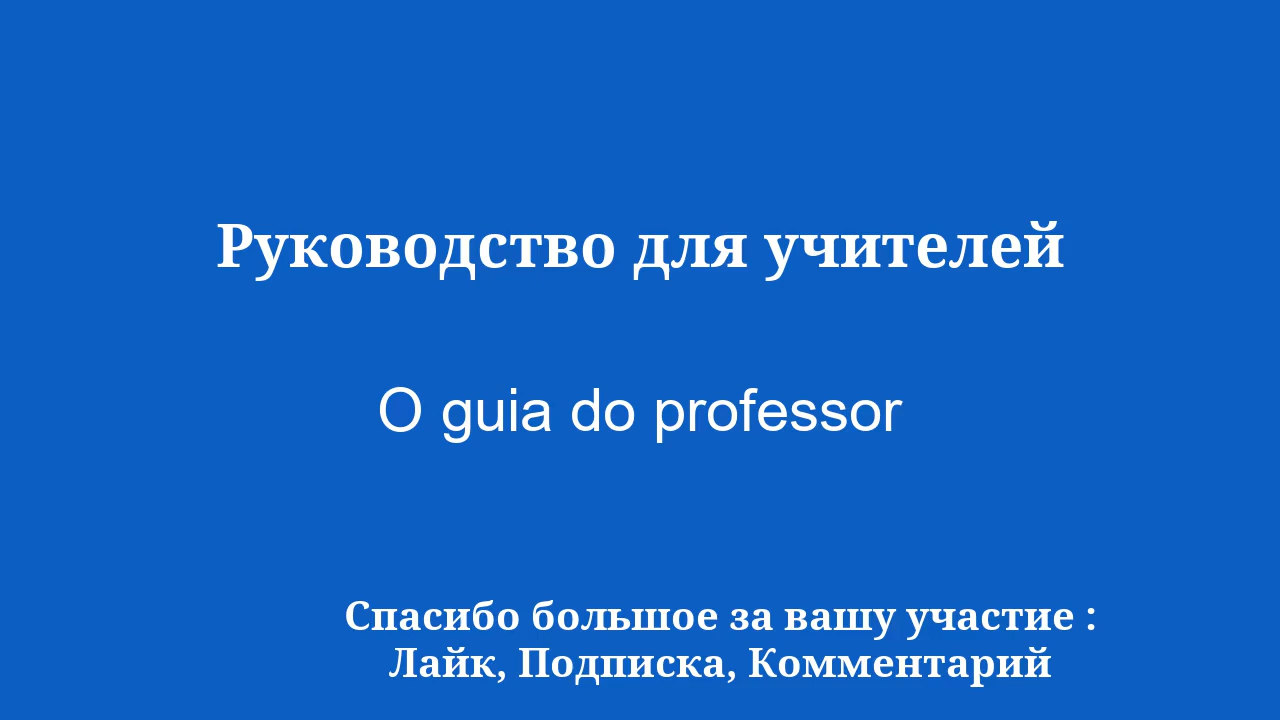 Руководство для учителей
O guia do professor
Спасибо большое за вашу участие :
Лайк, Подписка, Комментарий